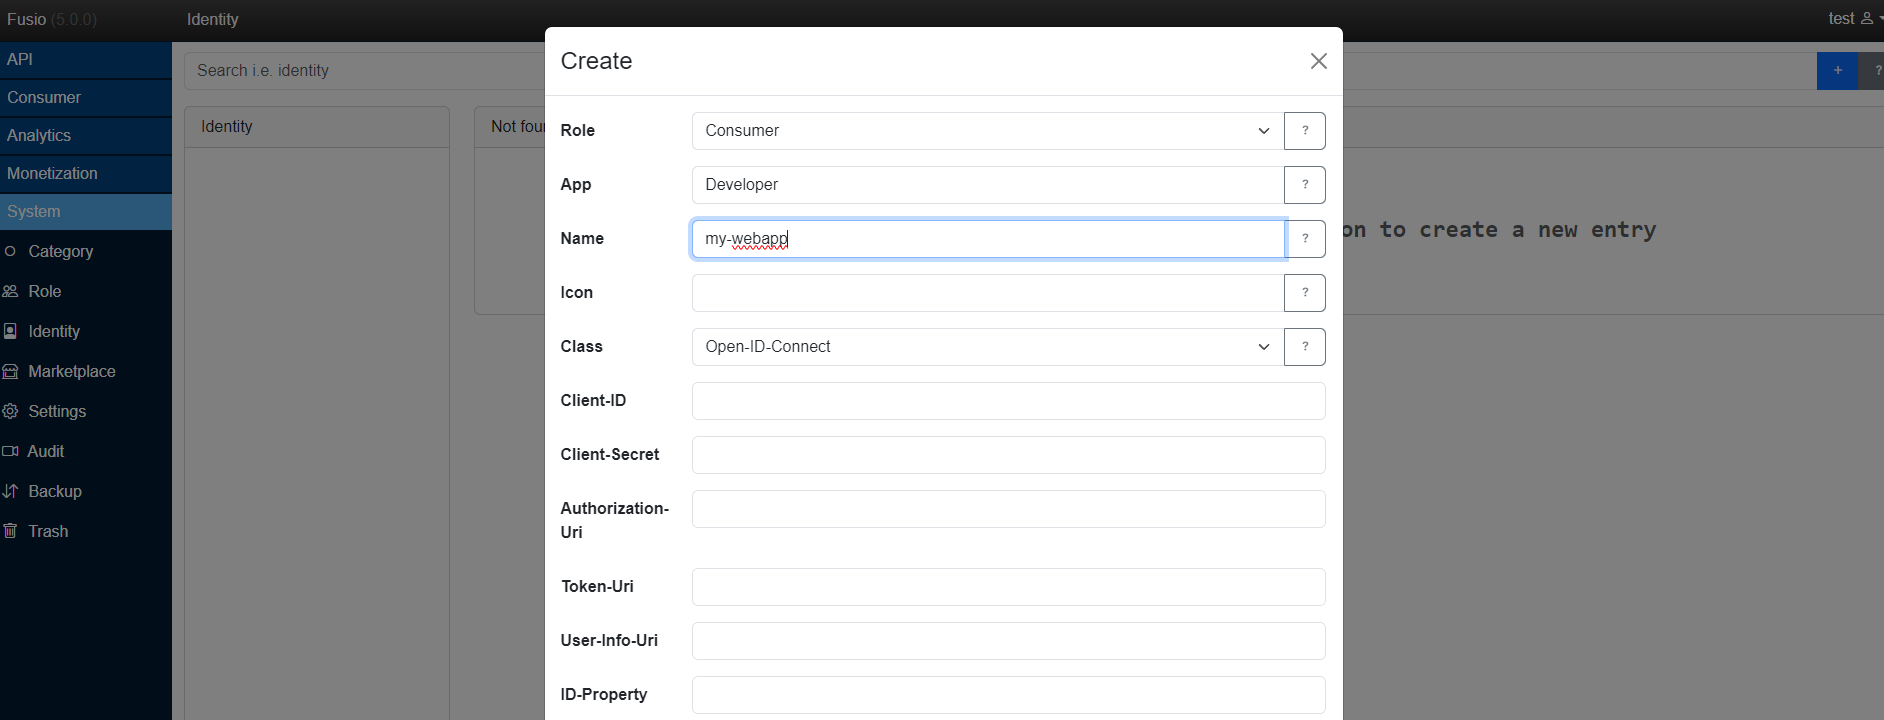 Fusio (5.0.0)
Identity
test
API
Consumer
Analytics
Monetization
System
Category
Role
Identity
Marketplace
Settings
Audit
Backup
Trash
Search i.e. identity
+
?
Identity
Not four
on to create a new entry
Create
Role
Consumer
?
App
Developer
?
Name
my-webapp
?
Icon
?
Class
Open-ID-Connect
?
Client-ID
Client-Secret
Authorization-
Uri
Token-Uri
User-Info-Uri
ID-Property